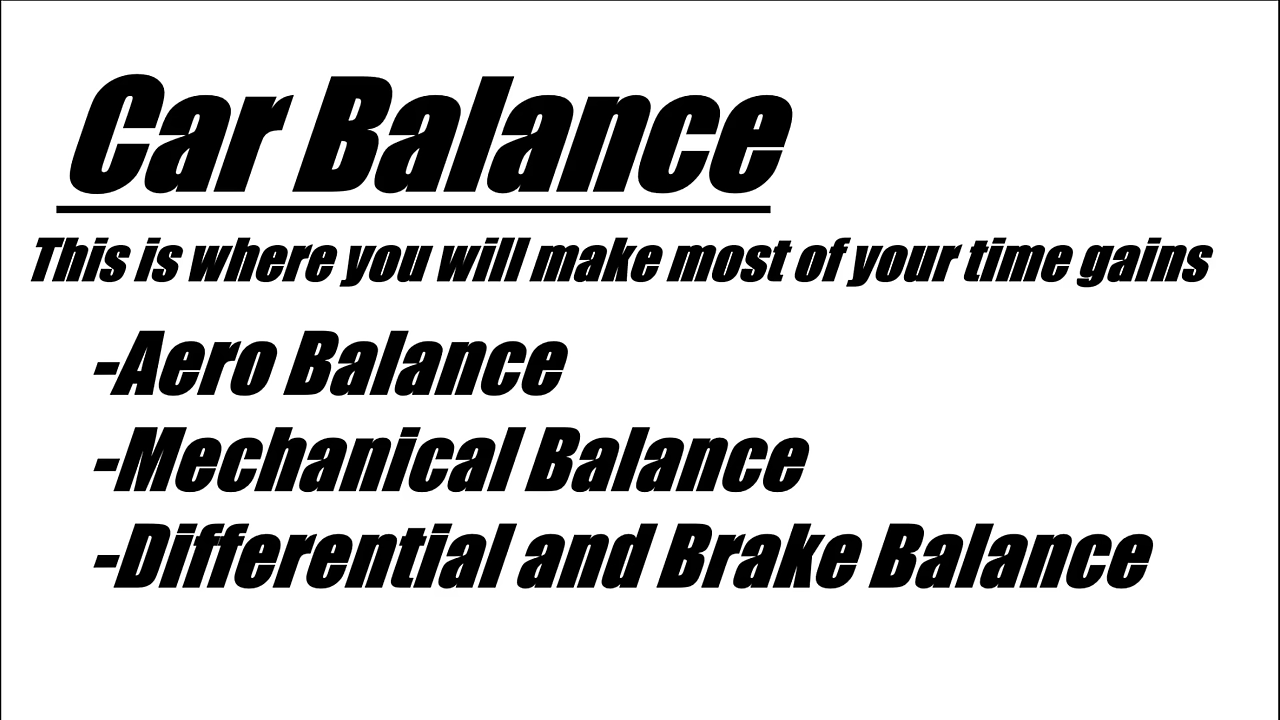 Car Balance
This is where you will make most of your time gains
-Aero Balance
-Mechanical Balance
-Differential and Brake Balance